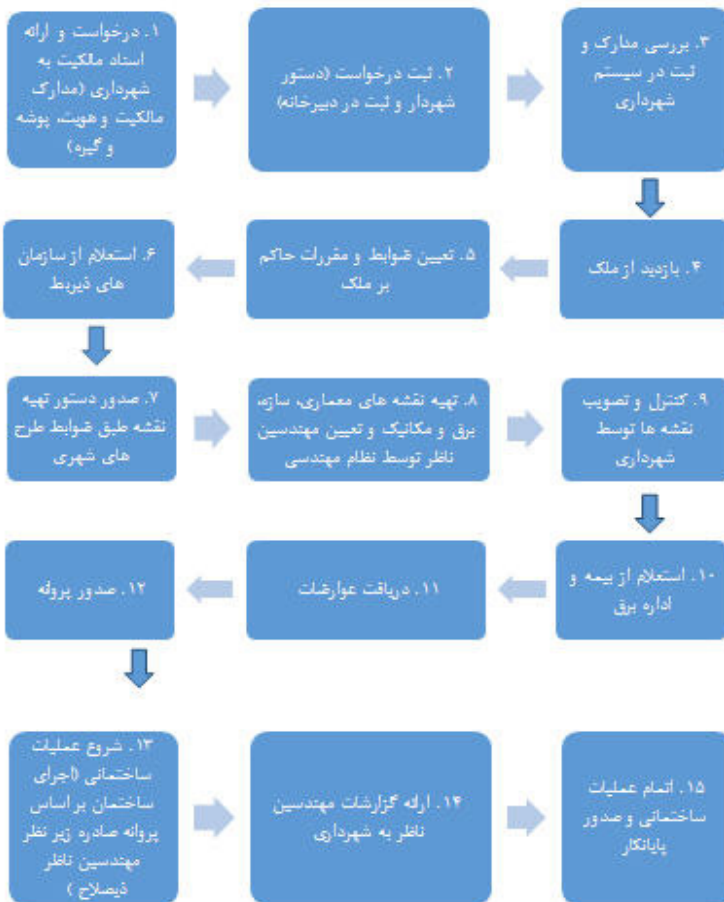 ۱. درخواست و ارائه
اسناد مالکیت به
شهرداری (مدارک
مالکیت و هویت، پوشه
و گیره)
۲. ثبت درخواست (دستور
شهردار و ثبت در دبیرخانه)
۳. بررسی مدارک و
ثبت در سیستم
شهرداری
۴. بازدید از ملک
۵. تعیین ضوابط و مقررات حاکم
بر ملک
۶. استعلام از سازمان
های ذیربط
۷. صدور دستور تهیه
نقشه طبق ضوابط طرح
های شهری
۸. تهیه نقشه های معماری، سازه،
برق و مکانیک و تعیین مهندسین
ناظر توسط نظام مهندسی
۹. کنترل و تصویب
نقشه ها توسط
شهرداری
۱۰. استعلام از بیمه و
اداره برق
۱۱. دریافت عوارضات
۱۲. صدور پروانه
۱۳. شروع عملیات
ساختمانی (اجرای
ساختمان بر اساس
پروانه صادره زیر نظر
مهندسین ناظر
ذیصلاح )
۱۴. ارائه گزارشات مهندسین
ناظر به شهرداری
۱۵. اتمام عملیات
ساختمانی و صدور
پایانکار